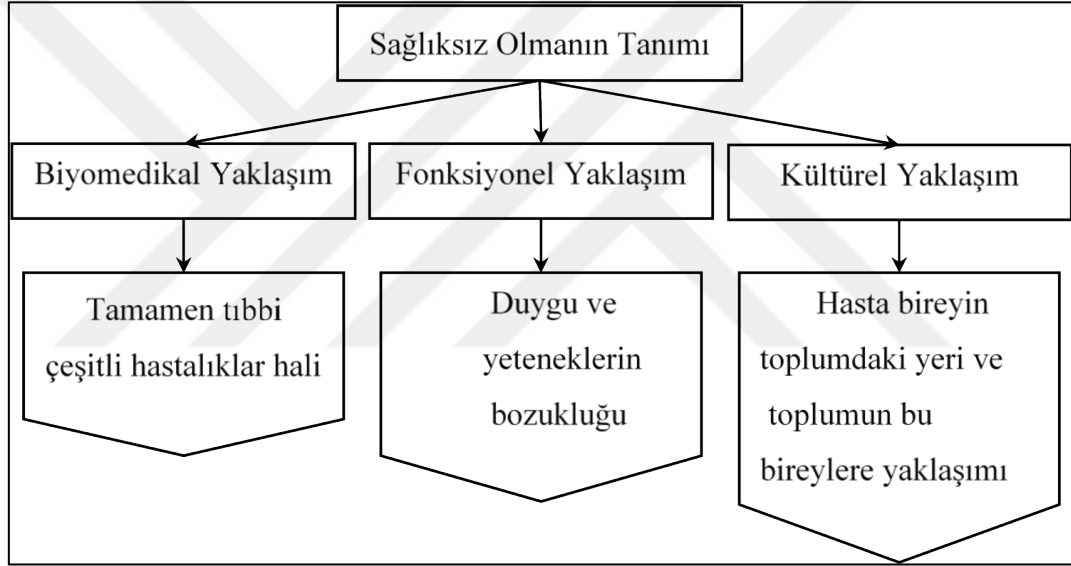 Sağlıksız Olmanın Tanımı
Biyomedikal Yaklaşım
Fonksiyonel Yaklaşım
Kültürel Yaklaşım
Tamamen tıbbi
çeşitli hastalıklar hali
Duygu ve
yeteneklerin
bozukluğu
Hasta bireyin
toplumdaki yeri ve
toplumun bu
bireylere yaklaşımı